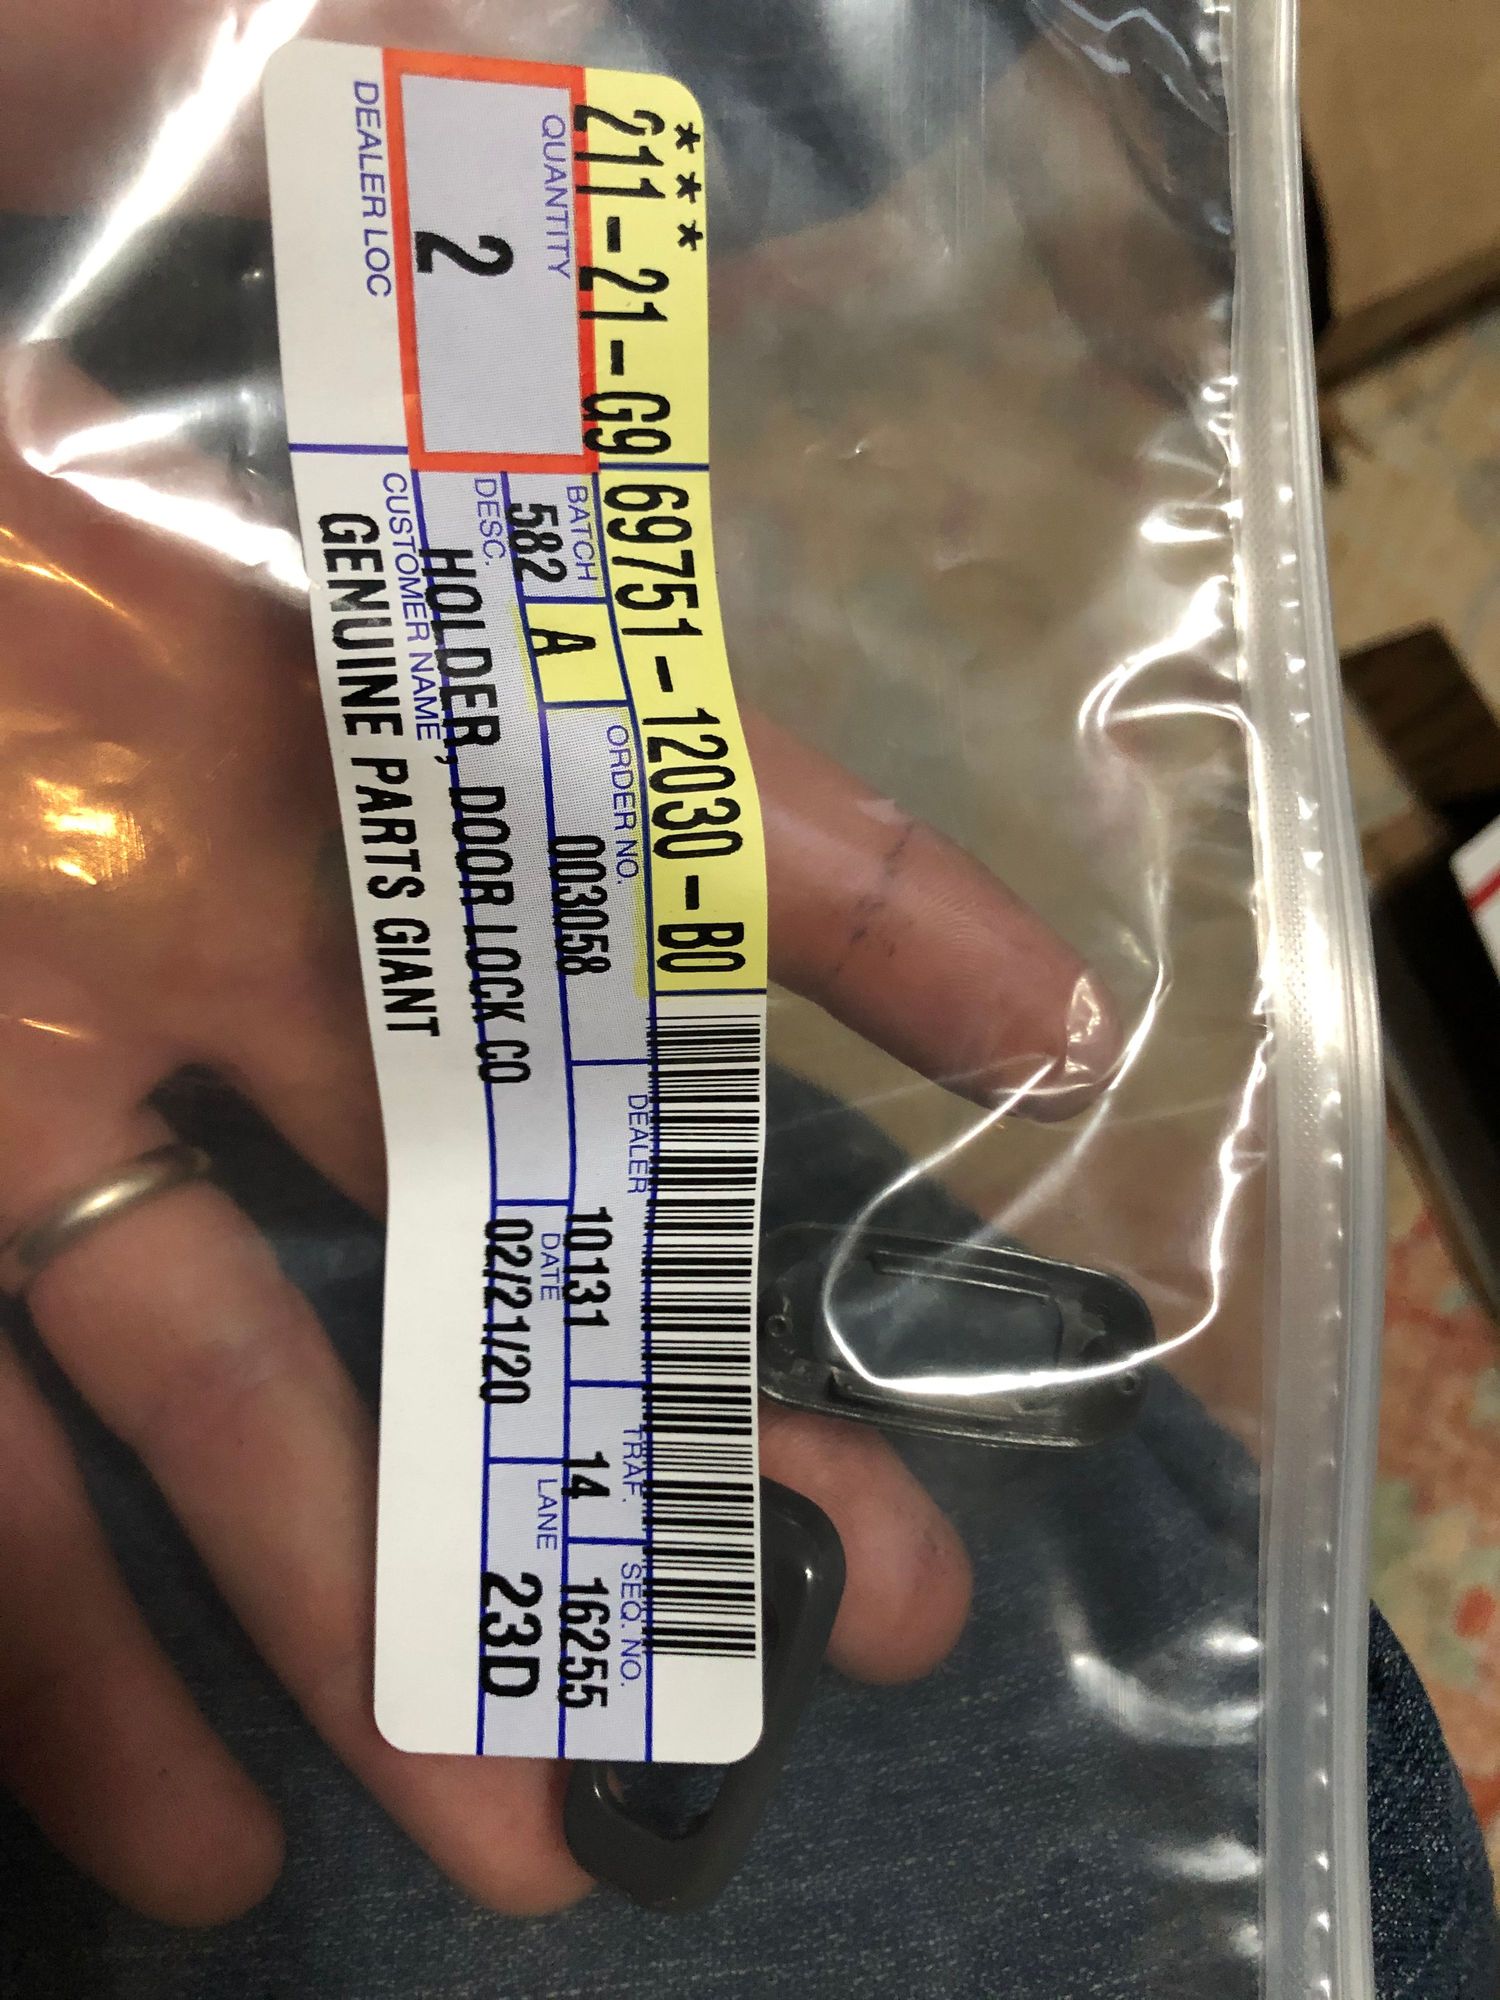 ***
211-21-G9 69751-12030-B0
QUANTITY BATCH ORDER NO. DEALER TRAF. SEQ. NO.
2 582 A 003058 10131 14 16255
DESC. DATE LANE
HOLDER, DOOR LOCK CO 02/21/20 23D
DEALER LOC CUSTOMER NAME
GENUINE PARTS GIANT